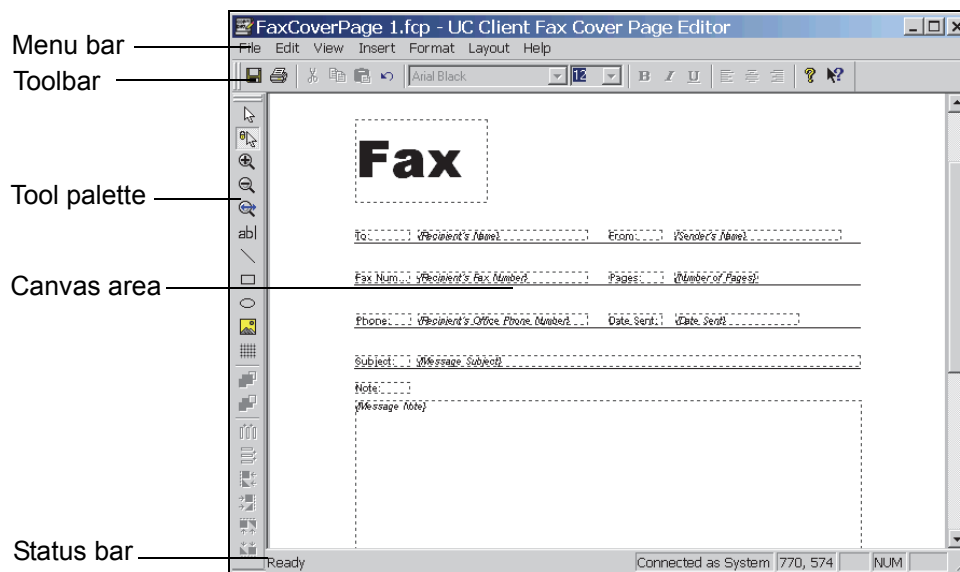 FaxCoverPage 1.fcp - UC Client Fax Cover Page Editor
Menu bar
File Edit View Insert Format Layout Help
Toolbar
Arial Black 12 B I U
Fax
Tool palette
ab|
To: {Recipient's Name} From: {Sender's Name}
Canvas area
Fax Num... {Recipient's Fax Number} Pages: {Number of Pages}
Phone: {Recipient's Office Phone Number} Date Sent: {Date Sent}
Subject: {Message Subject}
Note:
{Message Note}
Status bar
Ready Connected as System 770, 574 NUM